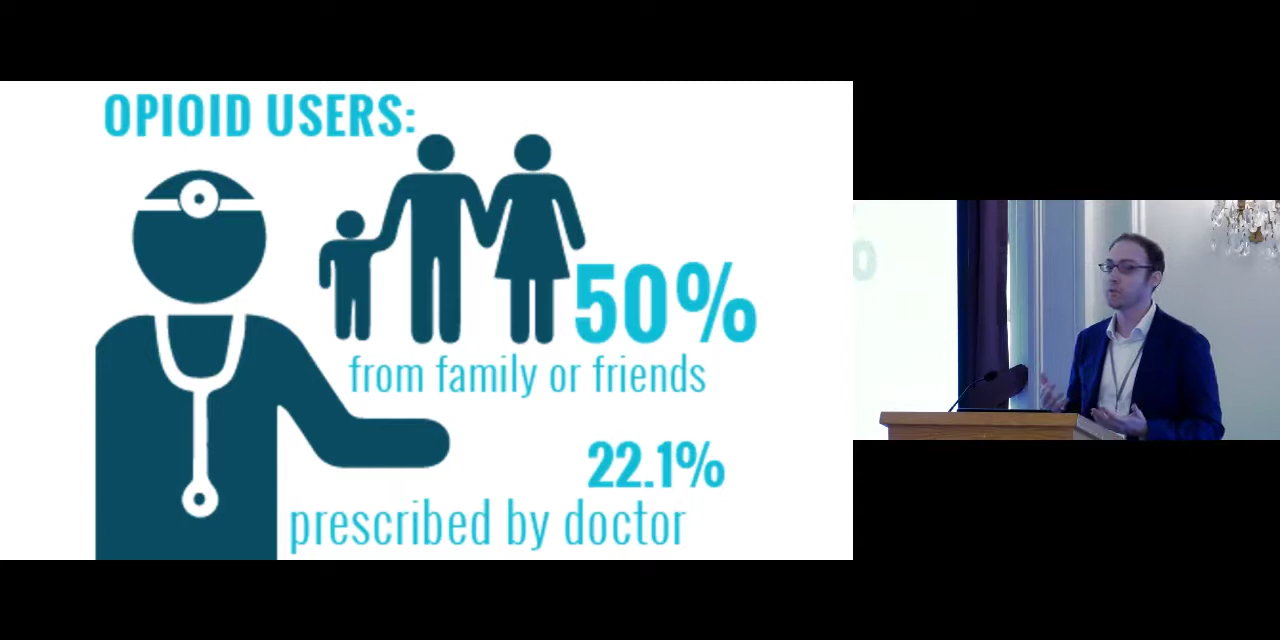 OPIOID USERS:
50%
from family or friends
22.1%
prescribed by doctor